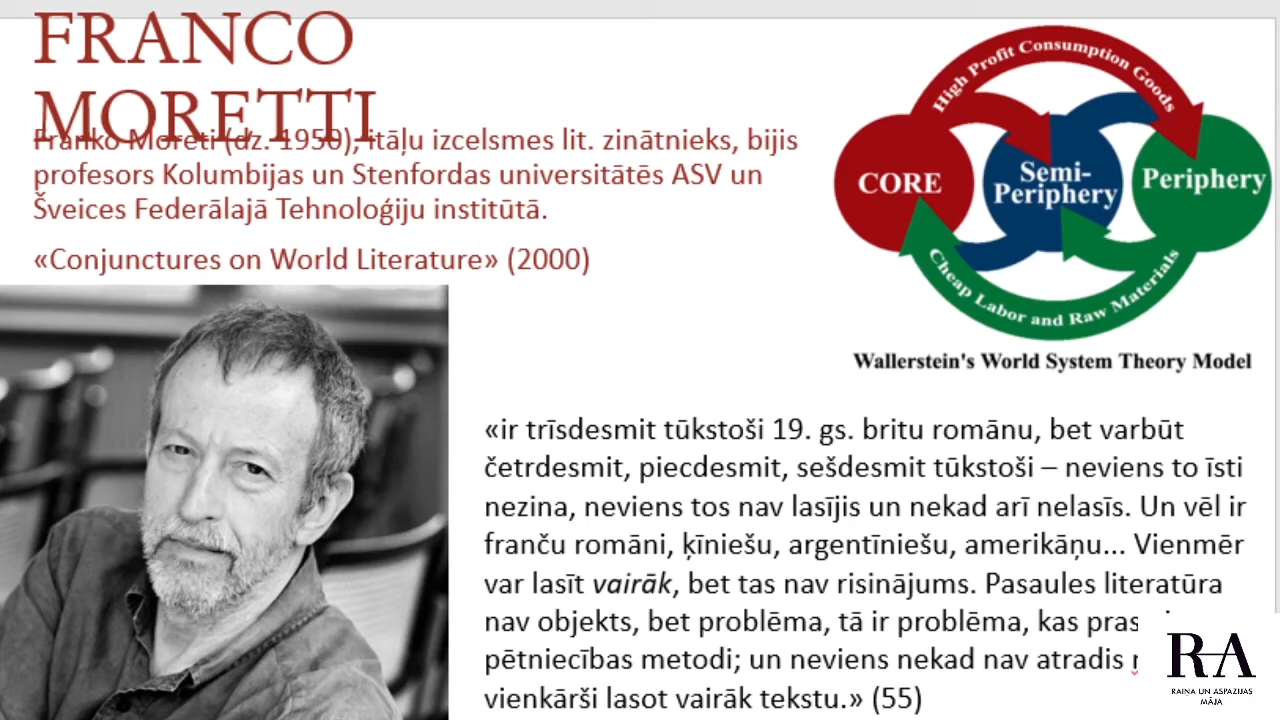 FRANCO
MORETTI
Franko Moreti (dz. 1950), itāļu izcelsmes lit. zinātnieks, bijis
profesors Kolumbijas un Stenfordas universitātēs ASV un
Šveices Federālajā Tehnoloģiju institūtā.
«Conjunctures on World Literature» (2000)
High Profit Consumption Goods
CORE
Semi-
Periphery
Periphery
Cheap Labor and Raw Materials
Wallerstein's World System Theory Model
«ir trīsdesmit tūkstoši 19. gs. britu romānu, bet varbūt
četrdesmit, piecdesmit, sešdesmit tūkstoši – neviens to īsti
nezina, neviens tos nav lasījis un nekad arī nelasīs. Un vēl ir
franču romāni, ķīniešu, argentīniešu, amerikāņu... Vienmēr
var lasīt vairāk, bet tas nav risinājums. Pasaules literatūra
nav objekts, bet problēma, tā ir problēma, kas
pētniecības metodi; un neviens nekad nav atradis
vienkārši lasot vairāk tekstu.» (55)
RA
RAIŅA UN ASPAZIJAS
MĀJA